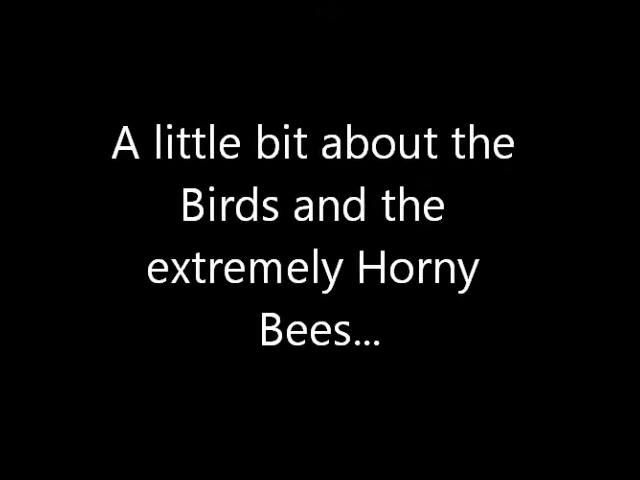 A little bit about the
Birds and the
extremely Horny
Bees...